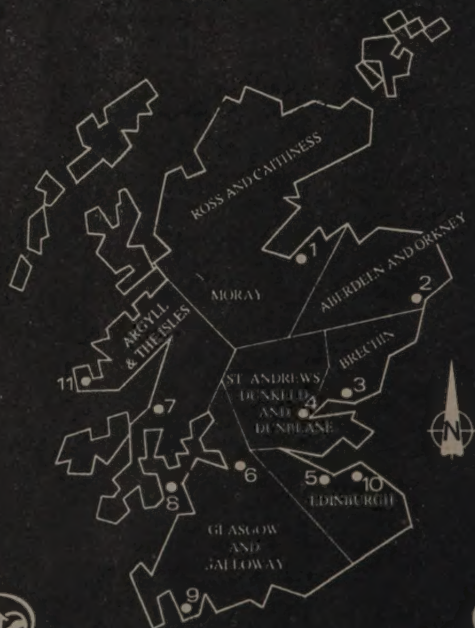 ROSS AND CAITHNESS
1
ABERDEEN AND ORKNEY
MORAY
2
ARGYLL
& THE ISLES
BRECHIN
11
ST. ANDREWS
DUNKELD
AND
DUNBLANE
3
4
7
N
6
5
10
EDINBURGH
8
GLASGOW
AND
GALLOWAY
9